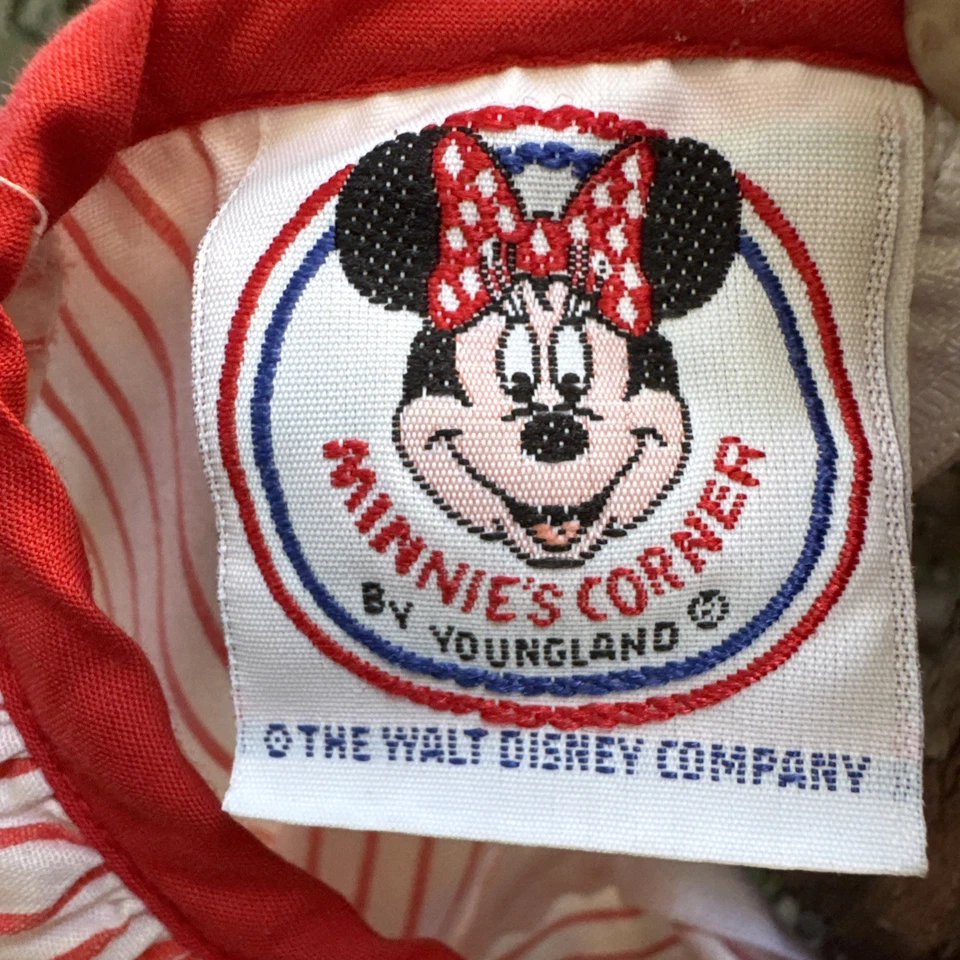 MINNIE'S CORNER
BY YOUNGLAND ®
© THE WALT DISNEY COMPANY